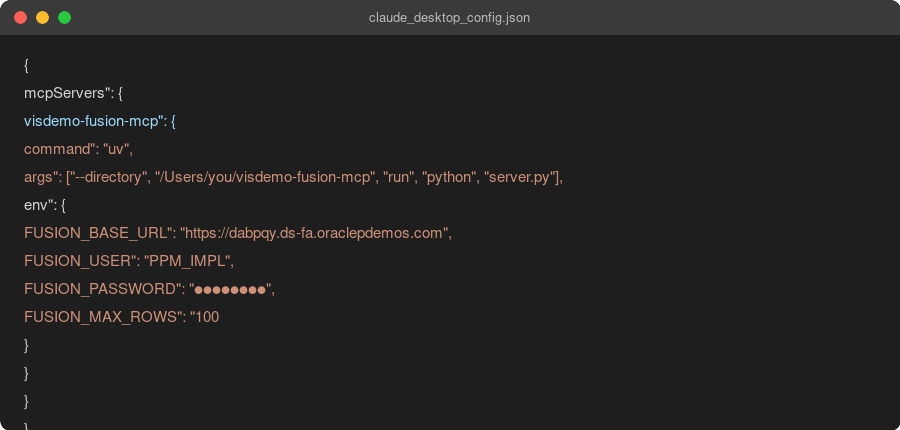 claude_desktop_config.json
{
mcpServers": {
visdemo-fusion-mcp": {
command": "uv",
args": ["--directory", "/Users/you/visdemo-fusion-mcp", "run", "python", "server.py"],
env": {
FUSION_BASE_URL": "https://dabpqy.ds-fa.oraclepdemos.com",
FUSION_USER": "PPM_IMPL",
FUSION_PASSWORD": "●●●●●●●●",
FUSION_MAX_ROWS": "100
}
}
}
}